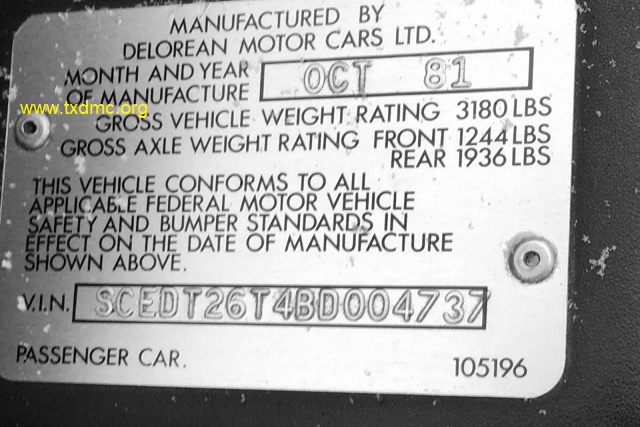 MANUFACTURED BY
DELOREAN MOTOR CARS LTD.
MONTH AND YEAR
OF MANUFACTURE
OCT 81
www.txdmc.org
GROSS VEHICLE WEIGHT RATING 3180 LBS
GROSS AXLE WEIGHT RATING FRONT 1244 LBS
REAR 1936 LBS
THIS VEHICLE CONFORMS TO ALL
APPLICABLE FEDERAL MOTOR VEHICLE
SAFETY AND BUMPER STANDARDS IN
EFFECT ON THE DATE OF MANUFACTURE
SHOWN ABOVE.
V.I.N. SCEDT26T4BD004737
PASSENGER CAR.
105196